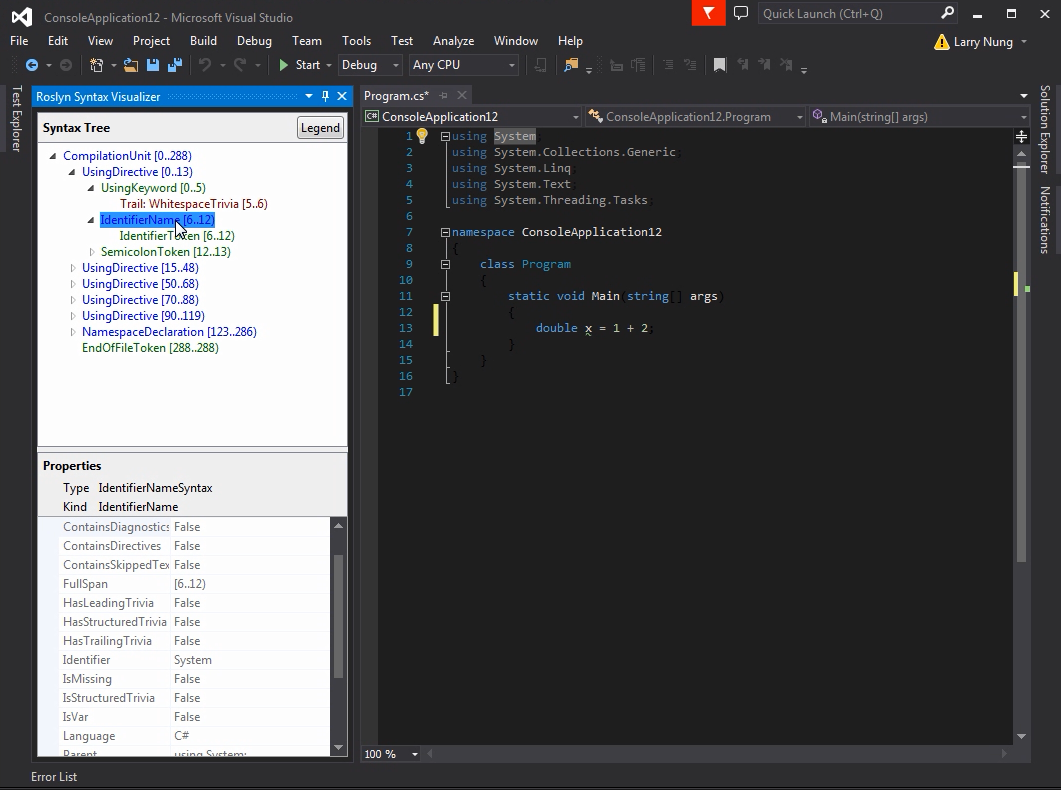 ConsoleApplication12 - Microsoft Visual Studio
Quick Launch (Ctrl+Q)
File Edit View Project Build Debug Team Tools Test Analyze Window Help
Larry Nung
Start Debug Any CPU
Test Explorer
Roslyn Syntax Visualizer
Syntax Tree
Legend
CompilationUnit [0..288)
UsingDirective [0..13)
UsingKeyword [0..5)
Trail: WhitespaceTrivia [5..6)
IdentifierName [6..12)
IdentifierToken [6..12)
SemicolonToken [12..13)
UsingDirective [15..48)
UsingDirective [50..68)
UsingDirective [70..88)
UsingDirective [90..119)
NamespaceDeclaration [123..286)
EndOfFileToken [288..288)
Properties
Type IdentifierNameSyntax
Kind IdentifierName
ContainsDiagnostics False
ContainsDirectives False
ContainsSkippedTex False
FullSpan [6..12)
HasLeadingTrivia False
HasStructuredTrivia False
HasTrailingTrivia False
Identifier System
IsMissing False
IsStructuredTrivia False
IsVar False
Language C#
Parent using System;
Program.cs*
C# ConsoleApplication12
ConsoleApplication12.Program
Main(string[] args)
1 using System;
2 using System.Collections.Generic;
3 using System.Linq;
4 using System.Text;
5 using System.Threading.Tasks;
6
7 namespace ConsoleApplication12
8 {
9 class Program
10 {
11 static void Main(string[] args)
12 {
13 double x = 1 + 2;
14 }
15 }
16 }
17
100 %
Solution Explorer
Notifications
Error List